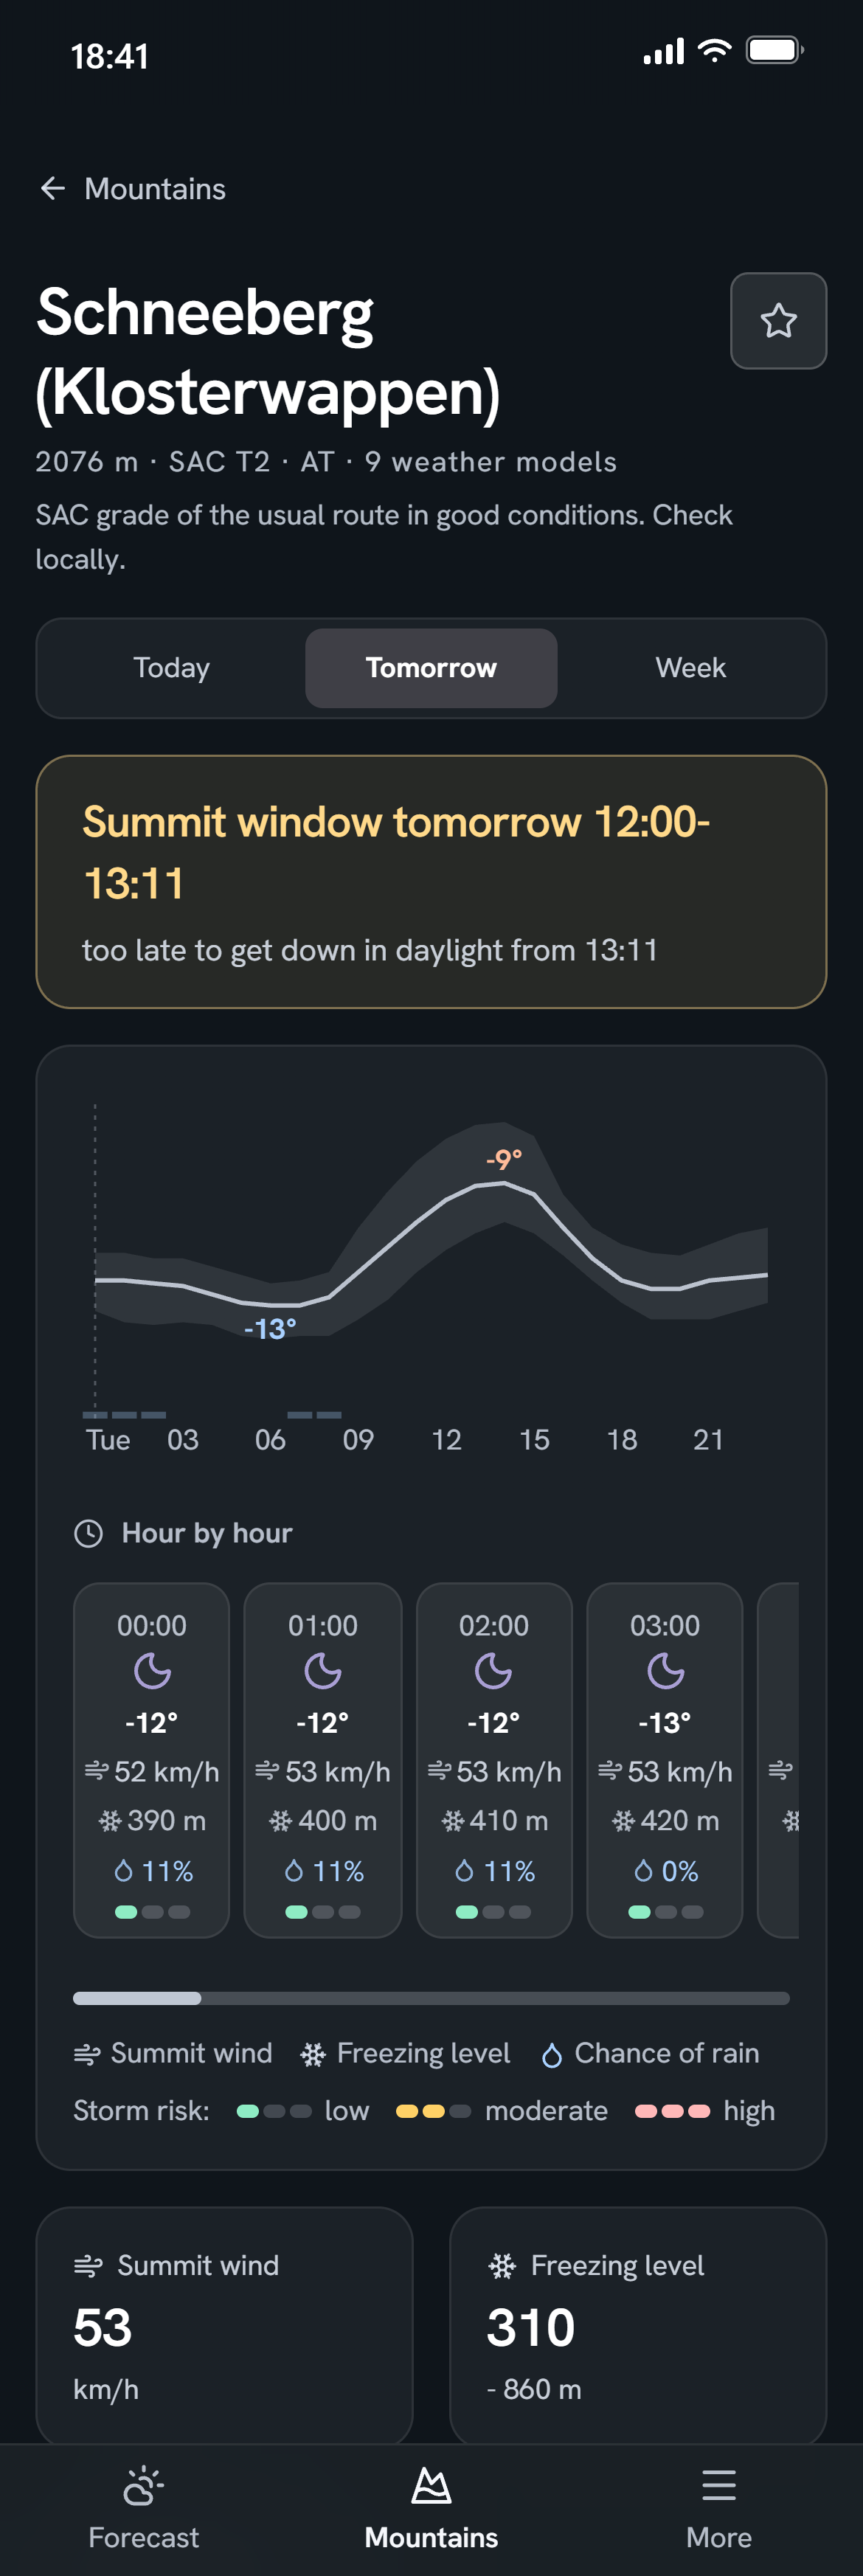 18:41
Mountains
Schneeberg
(Klosterwappen)
2076 m · SAC T2 · AT · 9 weather models
SAC grade of the usual route in good conditions. Check
locally.
Today Tomorrow Week
Summit window tomorrow 12:00-
13:11
too late to get down in daylight from 13:11
-9°
-13°
Tue 03 06 09 12 15 18 21
Hour by hour
00:00 01:00 02:00 03:00
-12° -12° -12° -13°
52 km/h 53 km/h 53 km/h 53 km/h
390 m 400 m 410 m 420 m
11% 11% 11% 0%
Summit wind Freezing level Chance of rain
Storm risk: low moderate high
Summit wind Freezing level
53 310
km/h - 860 m
Forecast Mountains More